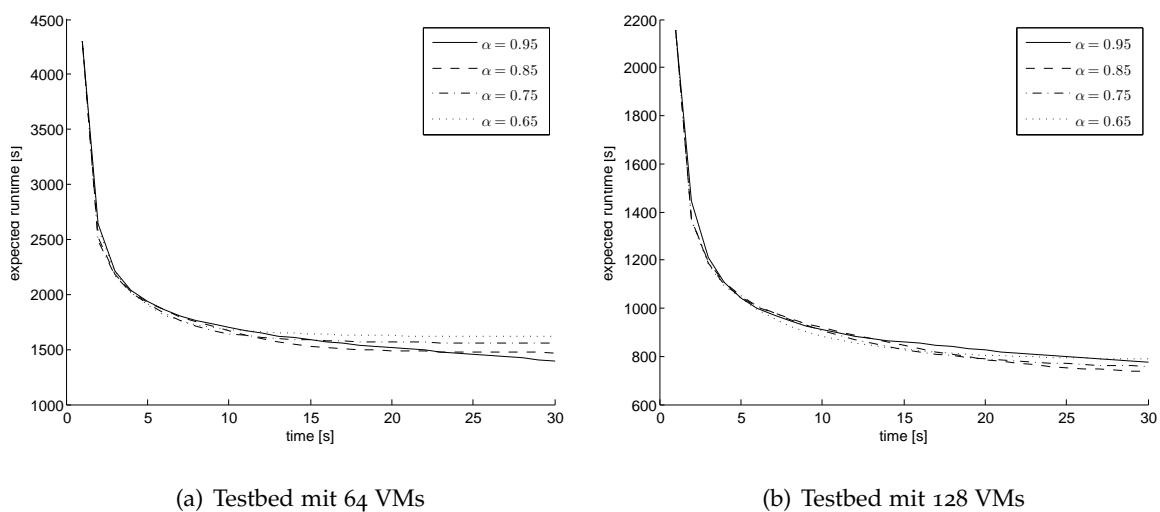 4500
4000
3500
3000
2500
2000
1500
1000
expected runtime [s]
0
5
10
15
20
25
30
time [s]
α = 0.95
α = 0.85
α = 0.75
α = 0.65
(a) Testbed mit 64 VMs
2200
2000
1800
1600
1400
1200
1000
800
600
expected runtime [s]
0
5
10
15
20
25
30
time [s]
α = 0.95
α = 0.85
α = 0.75
α = 0.65
(b) Testbed mit 128 VMs